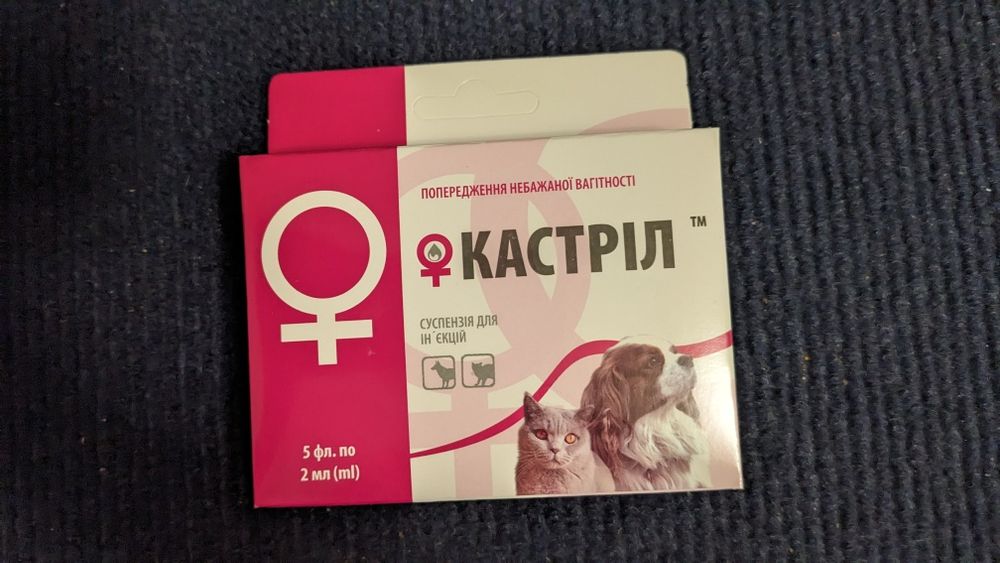 ПОПЕРЕДЖЕННЯ НЕБАЖАНОЇ ВАГІТНОСТІ
КАСТРІЛ ™
СУСПЕНЗІЯ ДЛЯ
ІН´ЄКЦІЙ
5 фл. по
2 мл (ml)